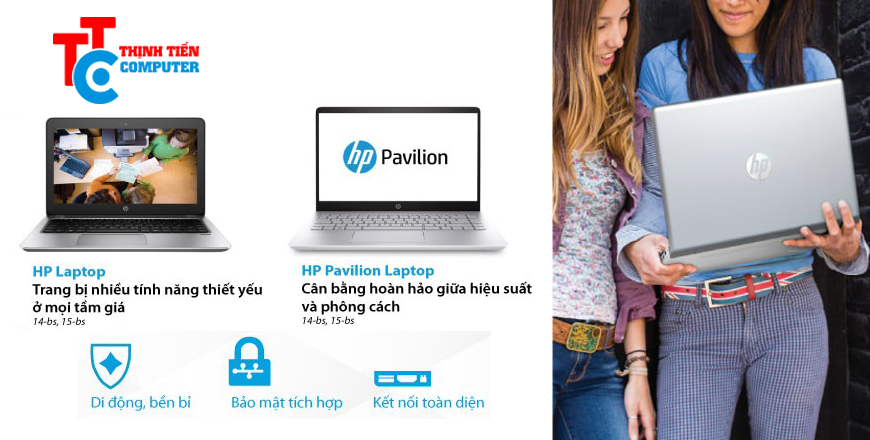 TTC
THỊNH TIẾN
COMPUTER
hp Pavilion
hp
HP Laptop
Trang bị nhiều tính năng thiết yếu
ở mọi tầm giá
14-bs, 15-bs
HP Pavilion Laptop
Cân bằng hoàn hảo giữa hiệu suất
và phông cách
14-bs, 15-bs
Di động, bền bỉ
Bảo mật tích hợp
Kết nối toàn diện